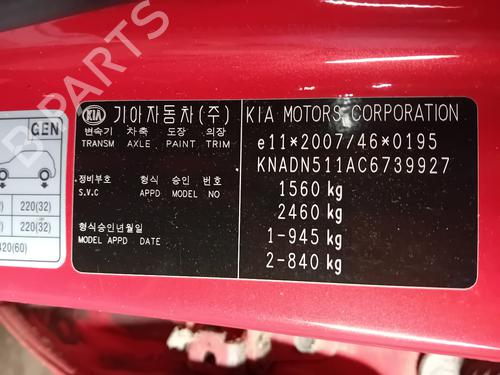 GEN
220(32)
220(32)
420(60)
KIA 기아자동차(주)
변속기 차축 도장 의장
TRANSM AXLE PAINT TRIM
정비부호 형식 승인 번호
S.V.C APPD MODEL NO
형식승인년월일
MODEL APPD DATE
KIA MOTORS CORPORATION
e11*2007/46*0195
KNADN511AC6739927
1560 kg
2460 kg
1-945 kg
2-840 kg